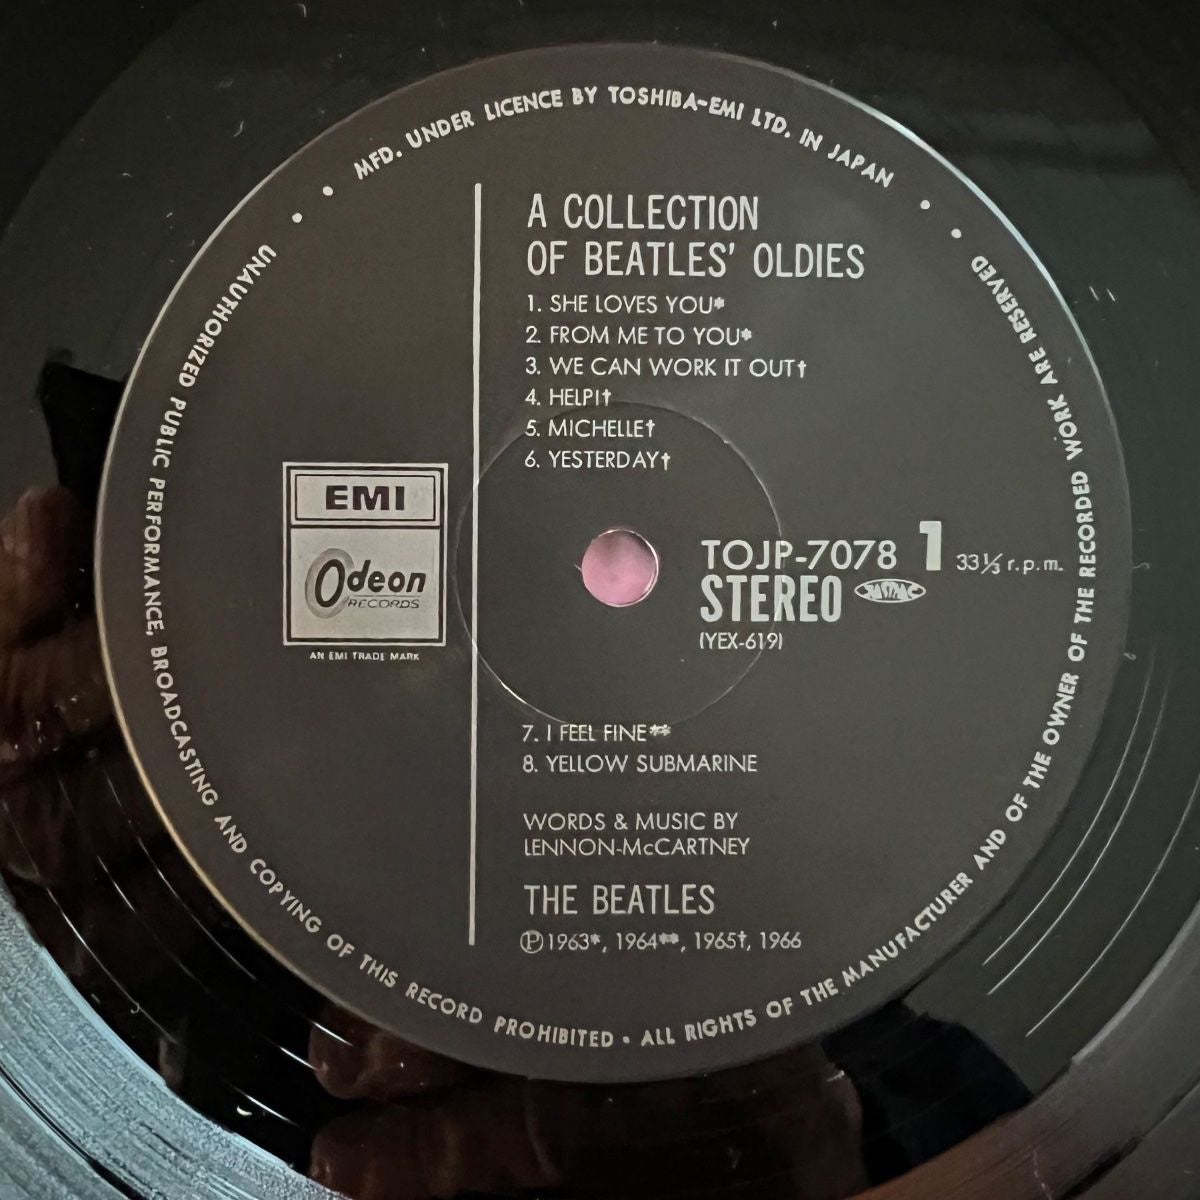 MFD. UNDER LICENCE BY TOSHIBA-EMI LTD. IN JAPAN
A COLLECTION
OF BEATLES' OLDIES
1. SHE LOVES YOU*
2. FROM ME TO YOU*
3. WE CAN WORK IT OUT†
4. HELP!†
5. MICHELLE†
6. YESTERDAY†
EMI
Odeon
RECORDS
AN EMI TRADE MARK
TOJP-7078 1 33⅓ r.p.m.
STEREO
(YEX-619)
7. I FEEL FINE**
8. YELLOW SUBMARINE
WORDS & MUSIC BY
LENNON-McCARTNEY
THE BEATLES
℗1963*, 1964**, 1965†, 1966
UNAUTHORIZED PUBLIC PERFORMANCE, BROADCASTING AND COPYING OF THIS RECORD PROHIBITED • ALL RIGHTS OF THE MANUFACTURER AND OF THE OWNER OF THE RECORDED WORK ARE RESERVED